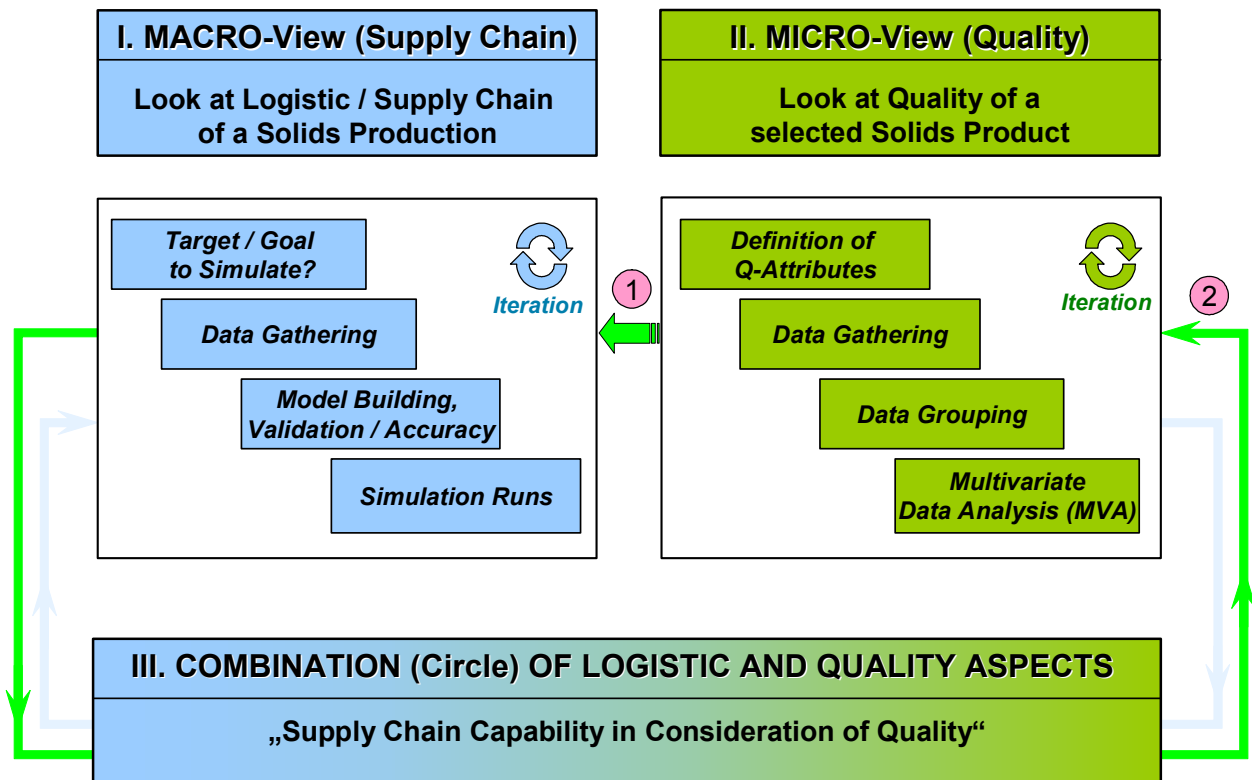 I. MACRO-View (Supply Chain)
Look at Logistic / Supply Chain
of a Solids Production
II. MICRO-View (Quality)
Look at Quality of a
selected Solids Product
Target / Goal
to Simulate?
Iteration
Data Gathering
Model Building,
Validation / Accuracy
Simulation Runs
1
Definition of
Q-Attributes
Iteration
Data Gathering
Data Grouping
Multivariate
Data Analysis (MVA)
2
III. COMBINATION (Circle) OF LOGISTIC AND QUALITY ASPECTS
„Supply Chain Capability in Consideration of Quality“